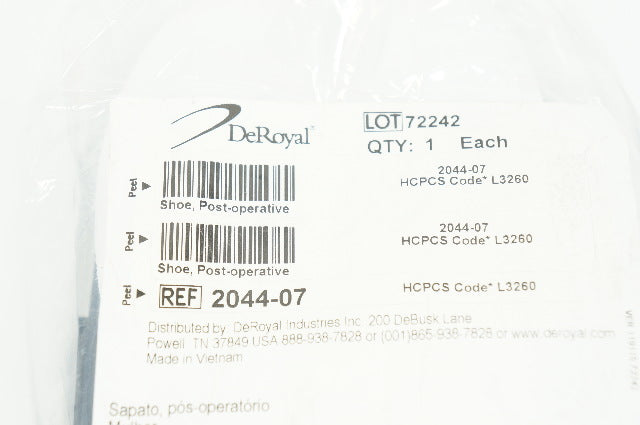 DeRoyal
LOT 72242
QTY: 1 Each
Peel
2044-07
HCPCS Code* L3260
Shoe, Post-operative
Peel
2044-07
HCPCS Code* L3260
Shoe, Post-operative
Peel
REF 2044-07
HCPCS Code* L3260
Distributed by DeRoyal Industries Inc. 200 DeBusk Lane
Powell TN 37849 USA 888-938-7828 or (001)865-938-7828 or www.deroyal.com
Made in Vietnam
Sapato, pós-operatório